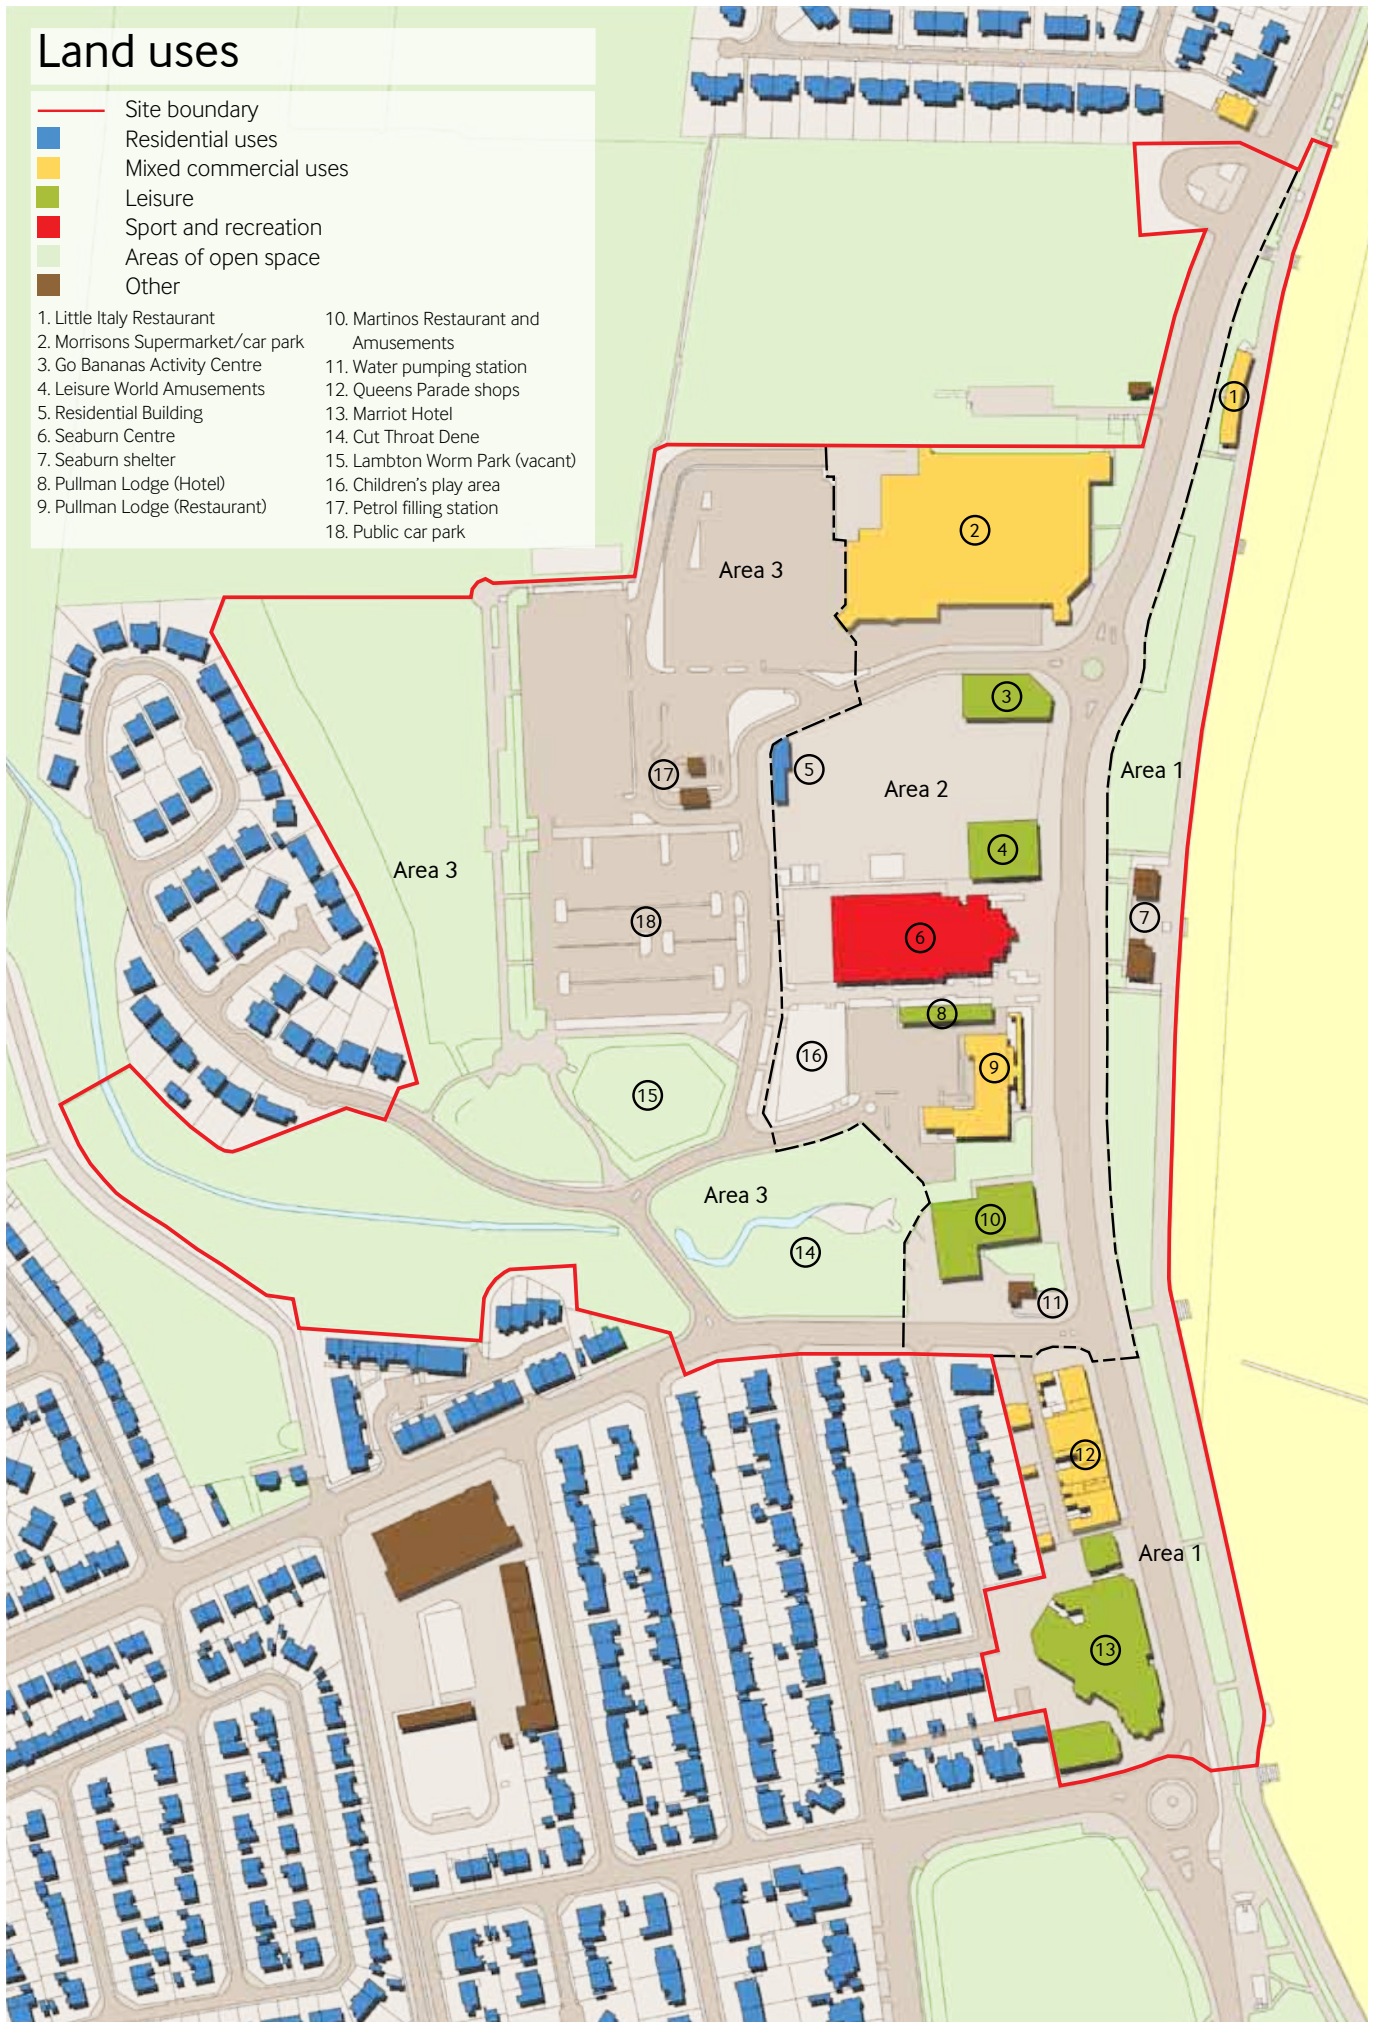 Land uses
Site boundary
Residential uses
Mixed commercial uses
Leisure
Sport and recreation
Areas of open space
Other
1. Little Italy Restaurant
2. Morrisons Supermarket/car park
3. Go Bananas Activity Centre
4. Leisure World Amusements
5. Residential Building
6. Seaburn Centre
7. Seaburn shelter
8. Pullman Lodge (Hotel)
9. Pullman Lodge (Restaurant)
10. Martinos Restaurant and
Amusements
11. Water pumping station
12. Queens Parade shops
13. Marriot Hotel
14. Cut Throat Dene
15. Lambton Worm Park (vacant)
16. Children's play area
17. Petrol filling station
18. Public car park
1
2
Area 3
3
5
17
Area 1
Area 2
4
Area 3
7
18
6
8
16
9
15
Area 3
10
14
11
12
Area 1
13